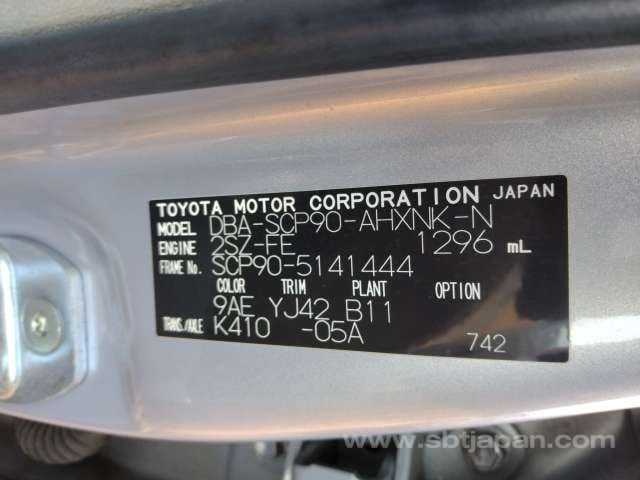 TOYOTA MOTOR CORPORATION JAPAN
MODEL DBA-SCP90-AHXNK-N
ENGINE 2SZ-FE 1296 mL
FRAME No. SCP90-5141444
COLOR TRIM PLANT OPTION
9AE YJ42 B11
TRANS./AXLE K410 -05A
742
www.sbtjapan.com